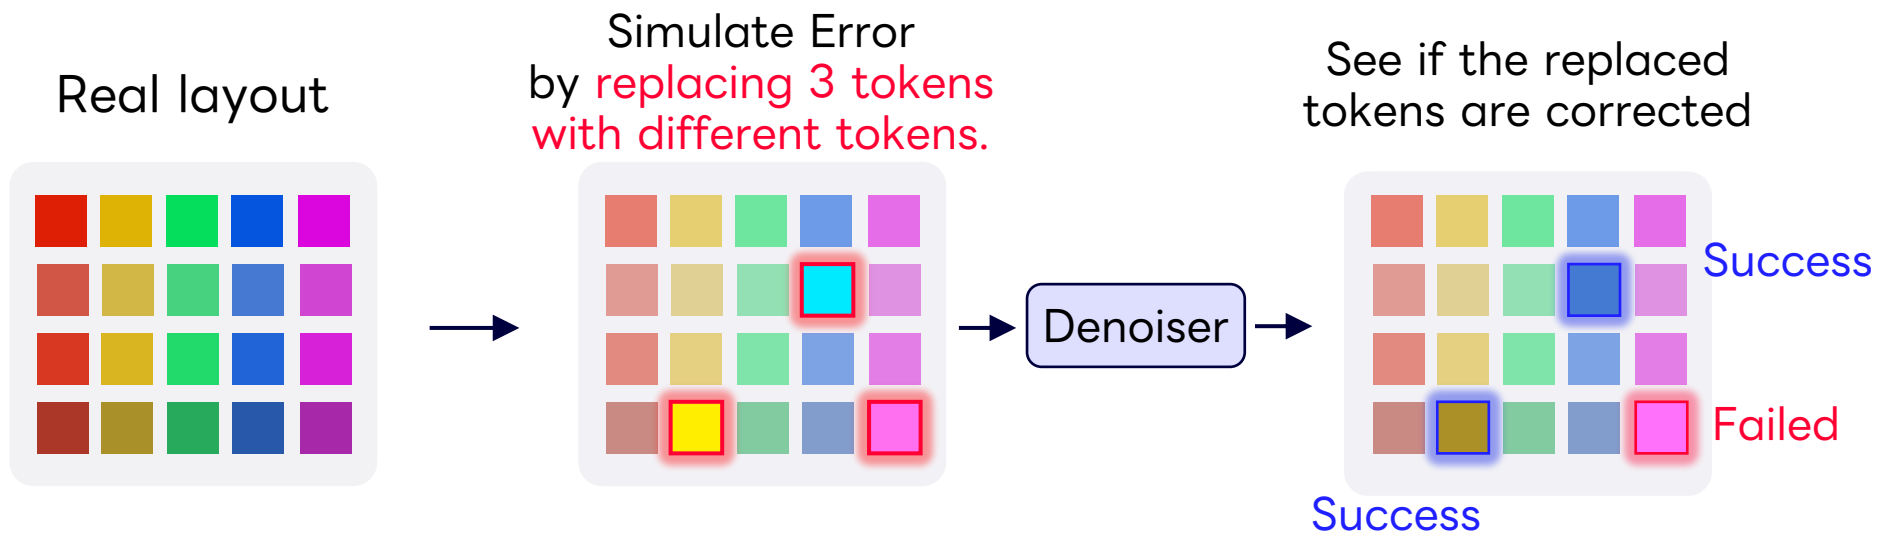 Real layout
Simulate Error
by replacing 3 tokens
with different tokens.
Denoiser
See if the replaced
tokens are corrected
Success
Failed
Success